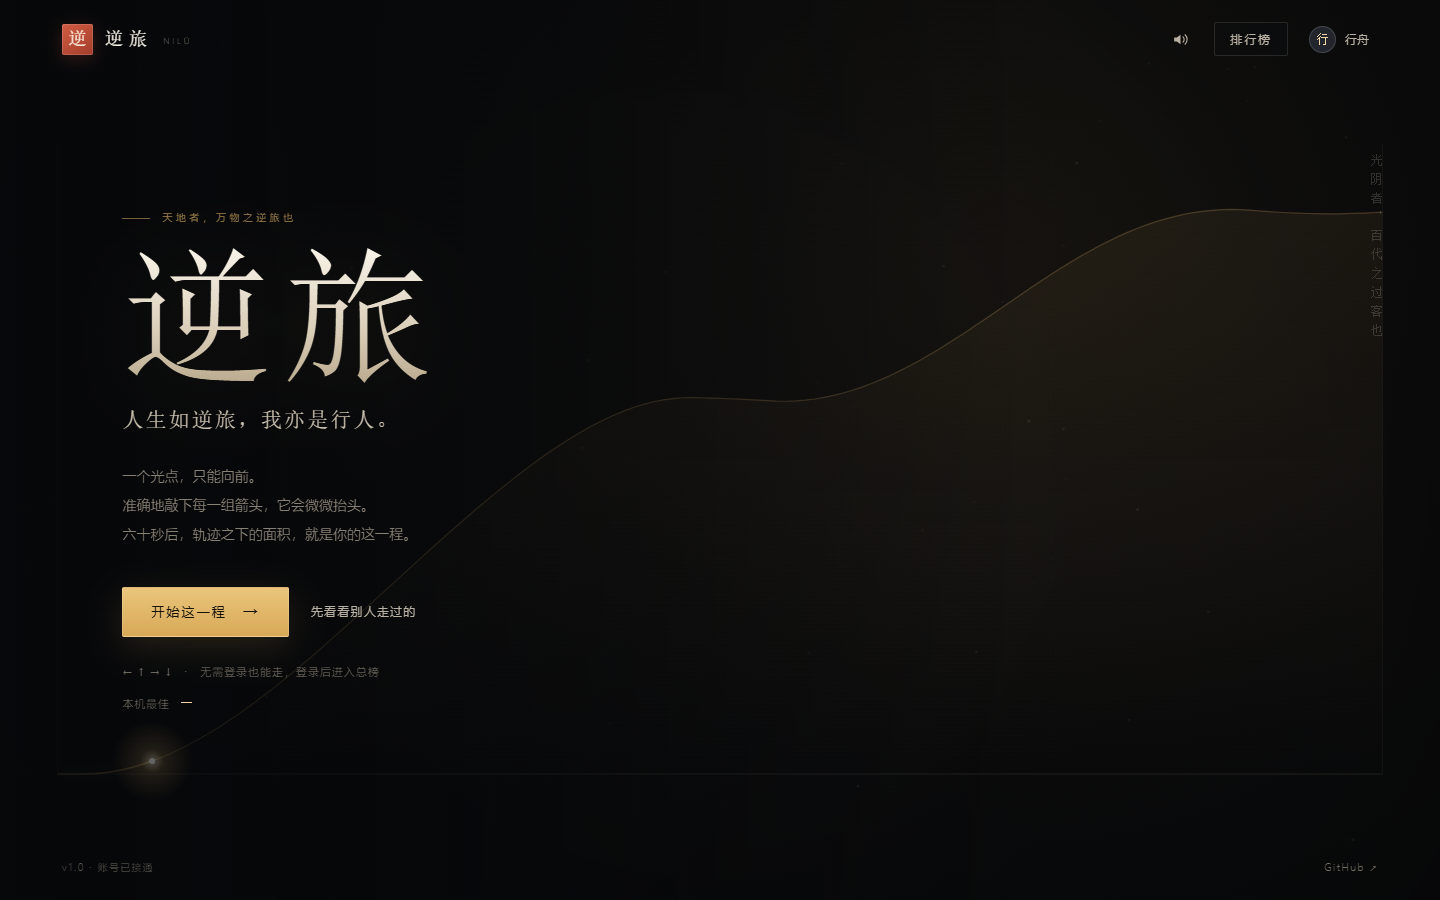 逆 逆旅 NILÜ
排行榜 行 行舟
天地者，万物之逆旅也
逆旅
人生如逆旅，我亦是行人。
一个光点，只能向前。
准确地敲下每一组箭头，它会微微抬头。
六十秒后，轨迹之下的面积，就是你的这一程。
开始这一程 →
先看看别人走过的
← ↑ → ↓ · 无需登录也能走，登录后进入总榜
本机最佳 —
光阴者，百代之过客也
v1.0 · 账号已接通
GitHub ↗